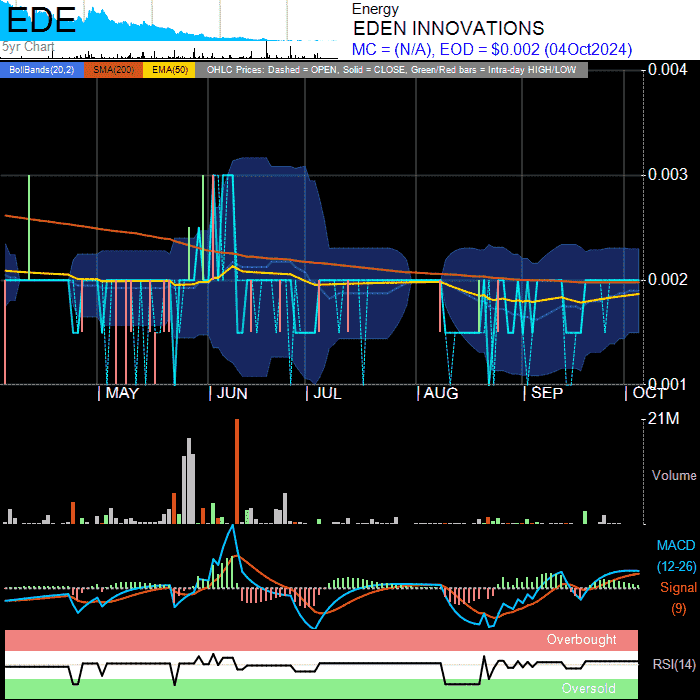 EDE
5yr Chart
Energy
EDEN INNOVATIONS
MC = (N/A), EOD = $0.002 (04Oct2024)
BollBands(20,2) SMA(200) EMA(50) OHLC Prices: Dashed = OPEN, Solid = CLOSE, Green/Red bars = Intra-day HIGH/LOW
0.004
0.003
0.002
0.001
MAY JUN JUL AUG SEP OCT
21M
Volume
MACD
(12-26)
Signal
(9)
Overbought
RSI(14)
Oversold